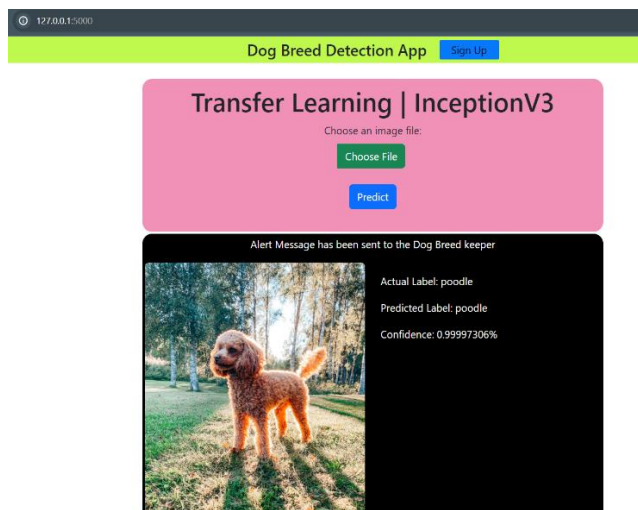 127.0.0.1:5000
Dog Breed Detection App Sign Up
Transfer Learning | InceptionV3
Choose an image file:
Choose File
Predict
Alert Message has been sent to the Dog Breed keeper
Actual Label: poodle
Predicted Label: poodle
Confidence: 0.99997306%